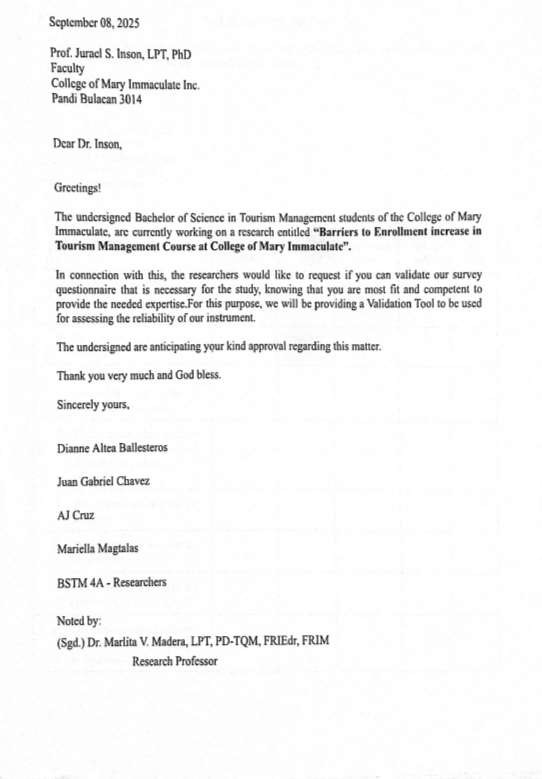 September 08, 2025
Prof. Jurael S. Inson, LPT, PhD
Faculty
College of Mary Immaculate Inc.
Pandi Bulacan 3014
Dear Dr. Inson,
Greetings!
The undersigned Bachelor of Science in Tourism Management students of the College of Mary
Immaculate, are currently working on a research entitled “Barriers to Enrollment increase in
Tourism Management Course at College of Mary Immaculate”.
In connection with this, the researchers would like to request if you can validate our survey
questionnaire that is necessary for the study, knowing that you are most fit and competent to
provide the needed expertise.For this purpose, we will be providing a Validation Tool to be used
for assessing the reliability of our instrument.
The undersigned are anticipating your kind approval regarding this matter.
Thank you very much and God bless.
Sincerely yours,
Dianne Altea Ballesteros
Juan Gabriel Chavez
AJ Cruz
Mariella Magtalas
BSTM 4A - Researchers
Noted by:
(Sgd.) Dr. Marlita V. Madera, LPT, PD-TQM, FRIEdr, FRIM
Research Professor